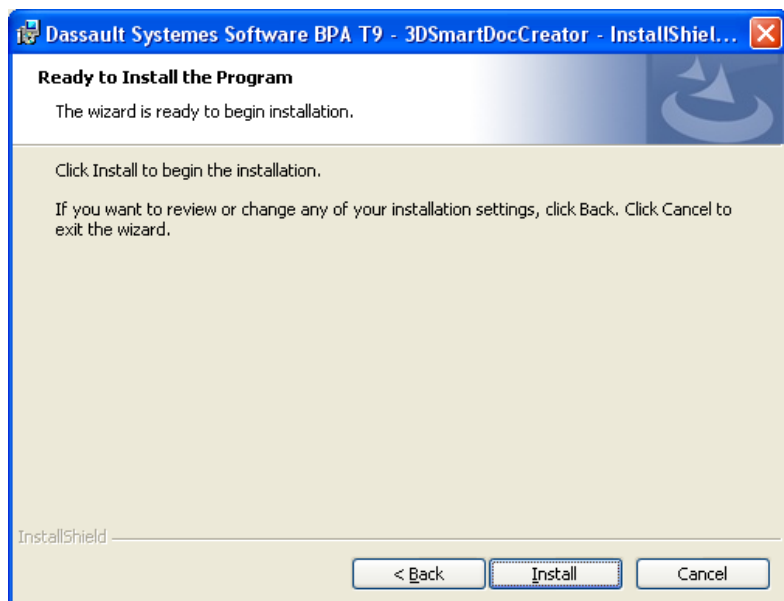 Dassault Systemes Software BPA T9 - 3DSmartDocCreator - InstallShiel...
Ready to Install the Program
The wizard is ready to begin installation.
Click Install to begin the installation.
If you want to review or change any of your installation settings, click Back. Click Cancel to
exit the wizard.
InstallShield
< Back Install Cancel